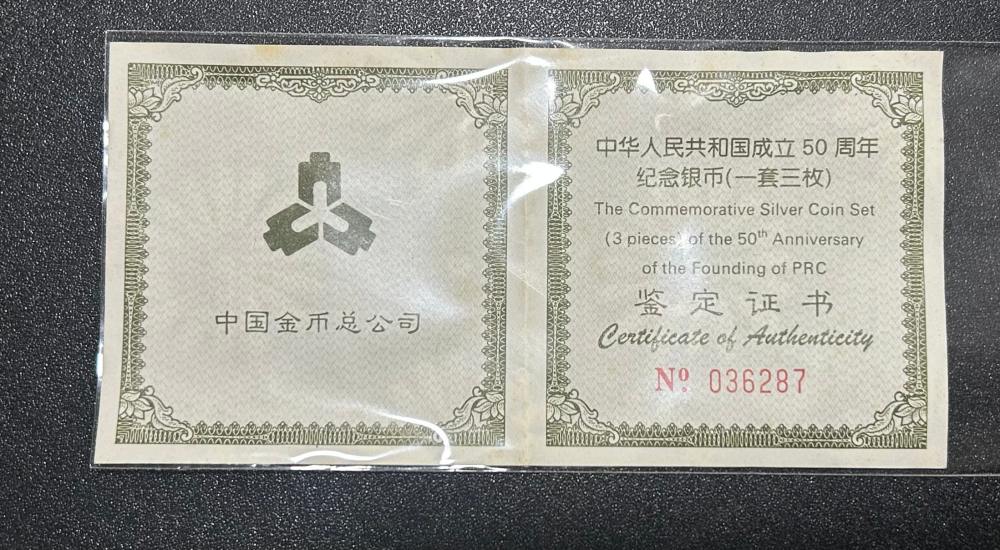 中国金币总公司
中华人民共和国成立 50 周年
纪念银币(一套三枚)
The Commemorative Silver Coin Set
(3 pieces) of the 50th Anniversary
of the Founding of PRC
鉴定证书
Certificate of Authenticity
Nº 036287